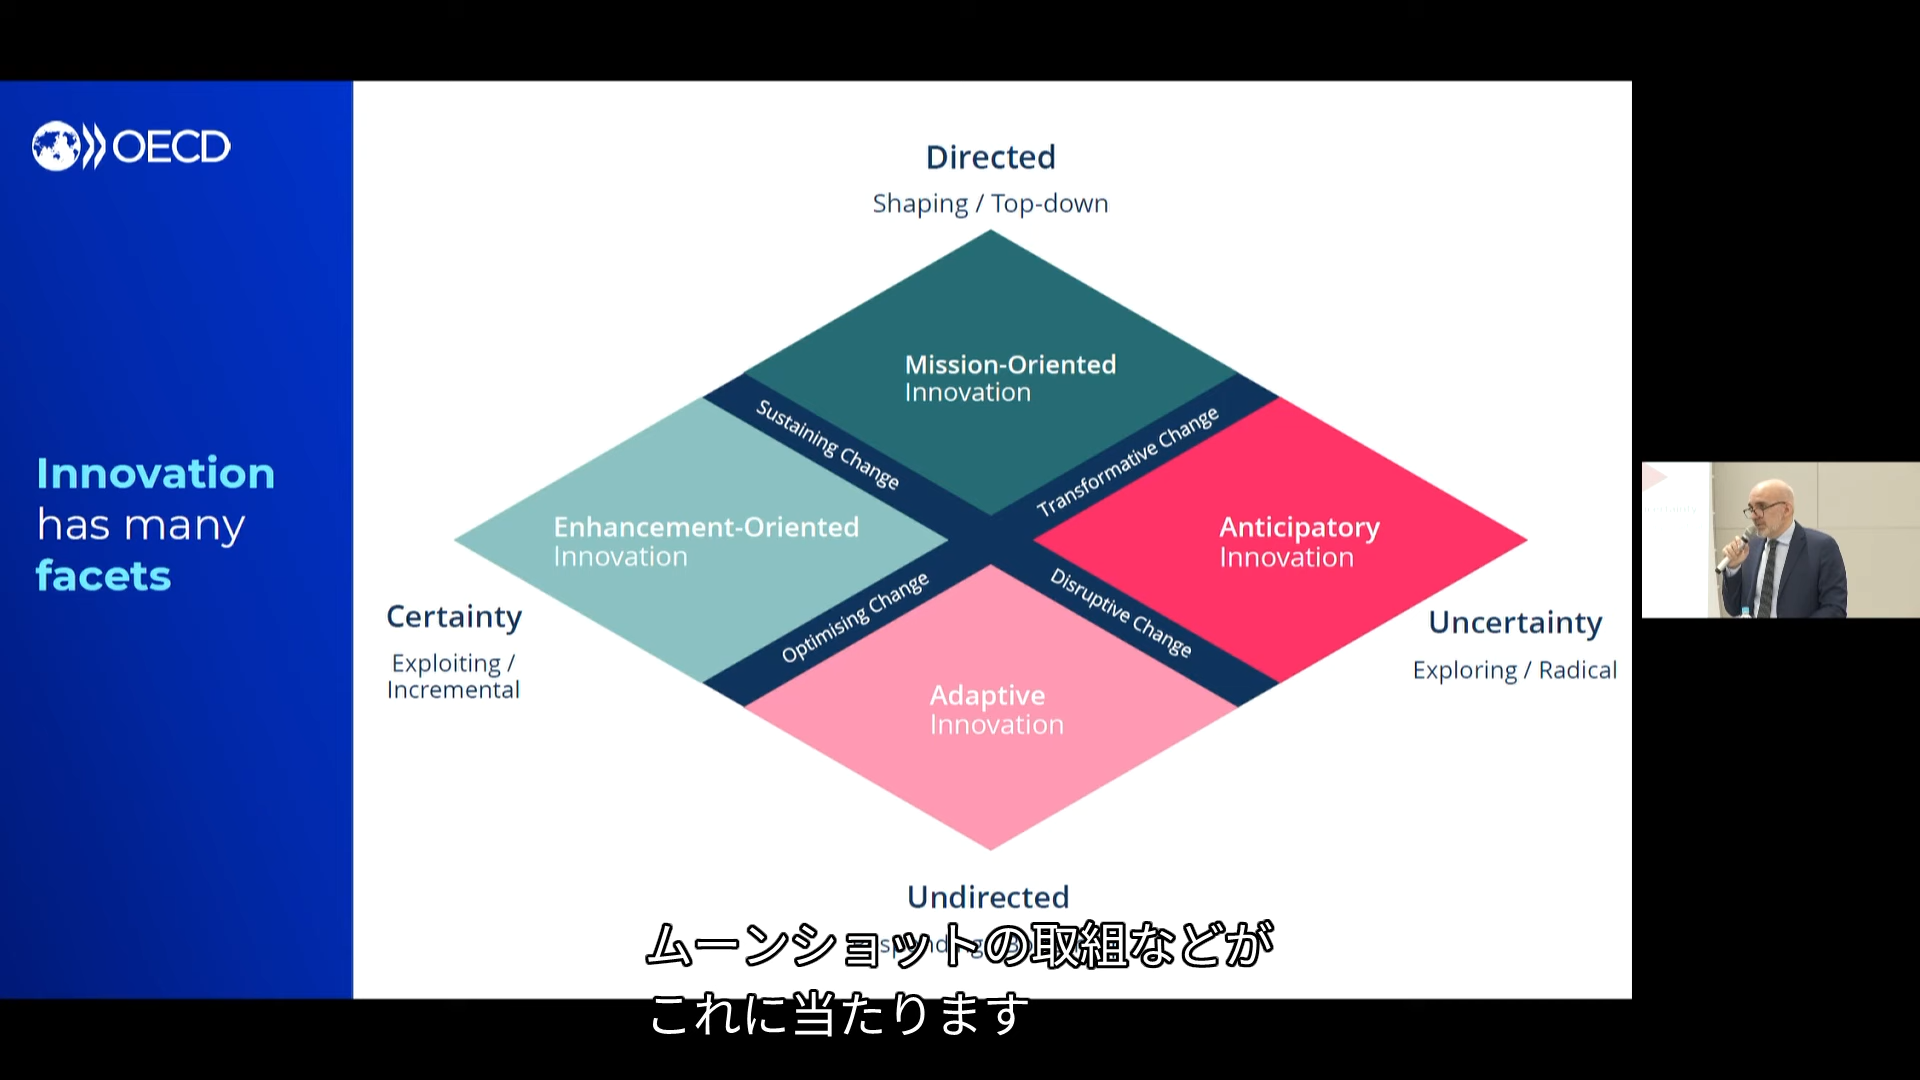 OECD
Innovation
has many
facets
Directed
Shaping / Top-down
Mission-Oriented
Innovation
Sustaining Change
Transformative Change
Enhancement-Oriented
Innovation
Anticipatory
Innovation
Optimising Change
Disruptive Change
Certainty
Exploiting /
Incremental
Uncertainty
Exploring / Radical
Adaptive
Innovation
Undirected
ムーンショットの取組などが
これに当たります